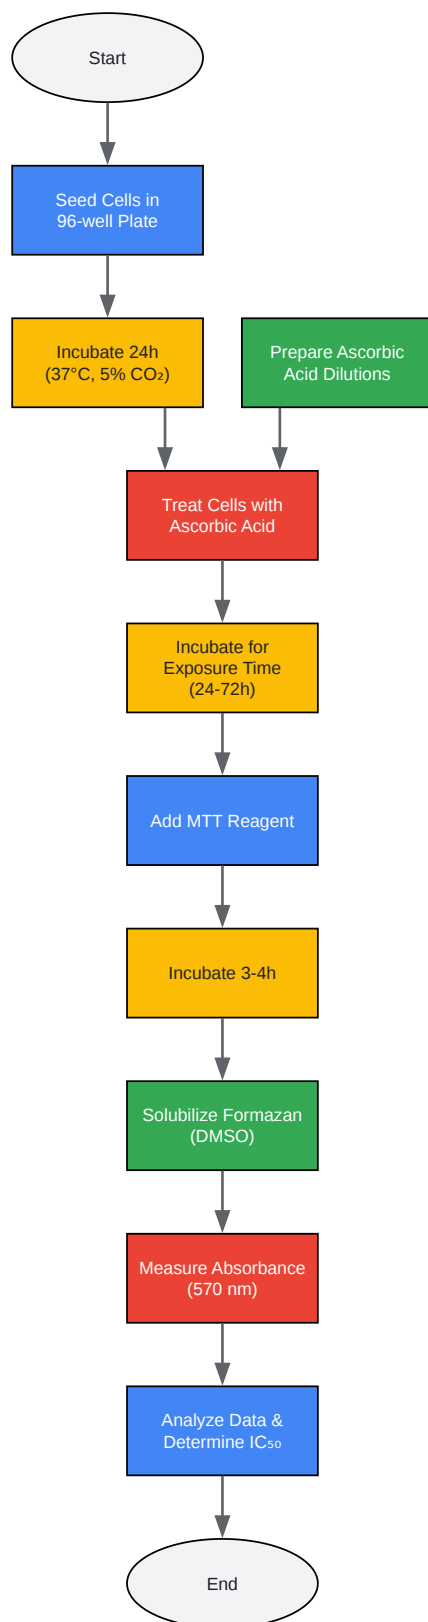 Start
Seed Cells in
96-well Plate
Incubate 24h
(37°C, 5% CO₂)
Prepare Ascorbic
Acid Dilutions
Treat Cells with
Ascorbic Acid
Incubate for
Exposure Time
(24-72h)
Add MTT Reagent
Incubate 3-4h
Solubilize Formazan
(DMSO)
Measure Absorbance
(570 nm)
Analyze Data &
Determine IC₅₀
End